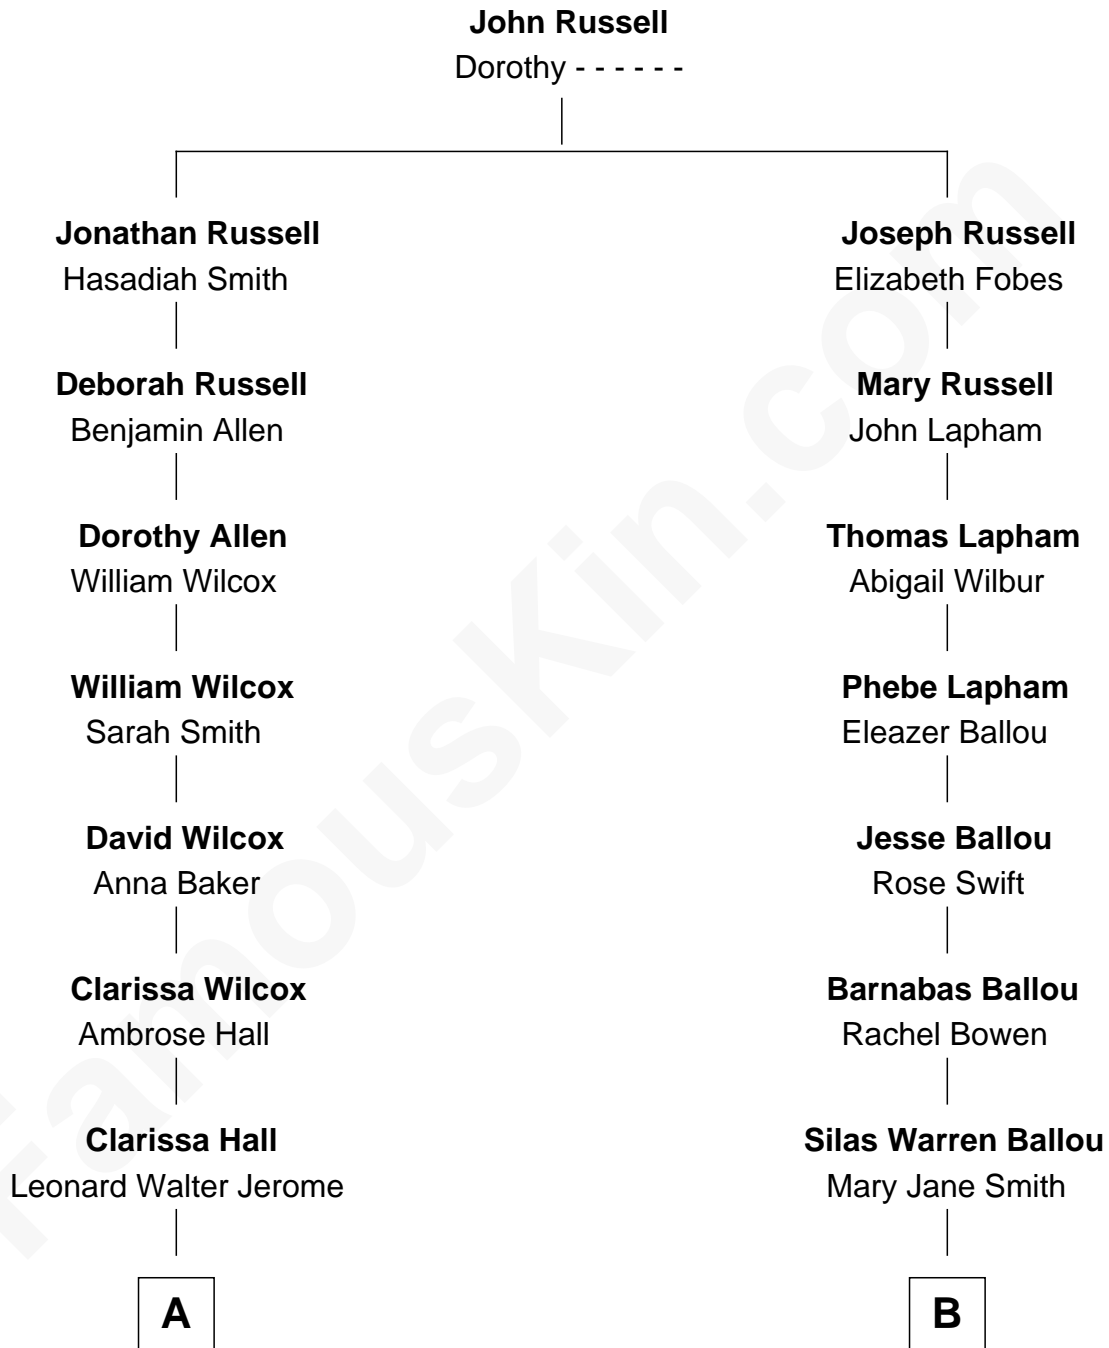 John Russell
Dorothy - - - - - -
Jonathan Russell
Hasadiah Smith
Joseph Russell
Elizabeth Fobes
Deborah Russell
Benjamin Allen
Mary Russell
John Lapham
Dorothy Allen
William Wilcox
Thomas Lapham
Abigail Wilbur
William Wilcox
Sarah Smith
Phebe Lapham
Eleazer Ballou
David Wilcox
Anna Baker
Jesse Ballou
Rose Swift
Clarissa Wilcox
Ambrose Hall
Barnabas Ballou
Rachel Bowen
Clarissa Hall
Leonard Walter Jerome
Silas Warren Ballou
Mary Jane Smith
A
B
FamousKin.com